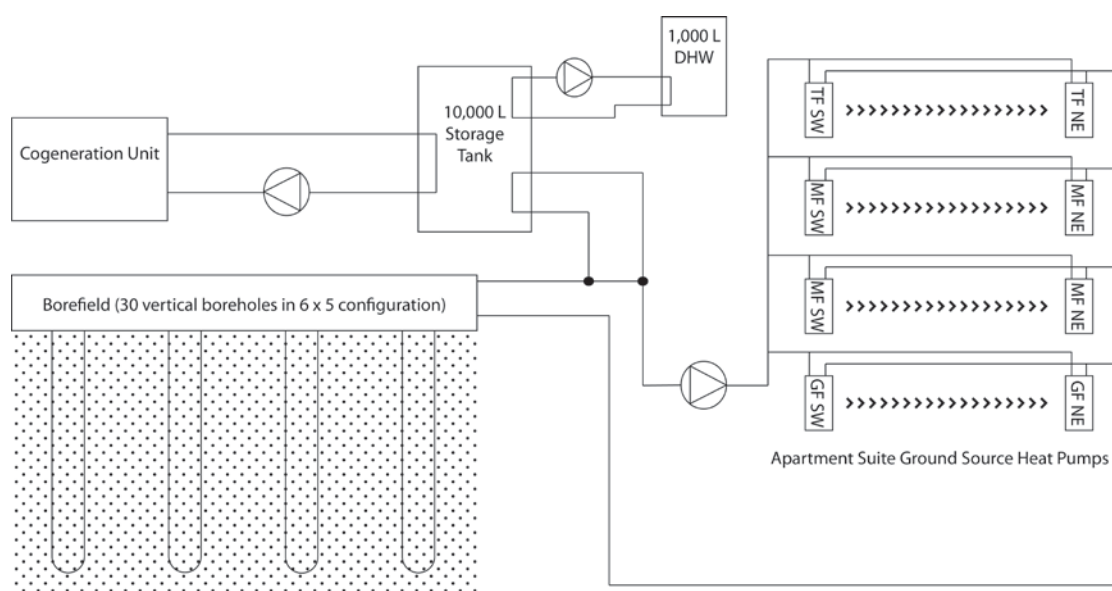 1,000 L
DHW
10,000 L
Storage
Tank
Cogeneration Unit
Borefield (30 vertical boreholes in 6 x 5 configuration)
TF SW
TF NE
MF SW
MF NE
MF SW
MF NE
GF SW
GF NE
Apartment Suite Ground Source Heat Pumps